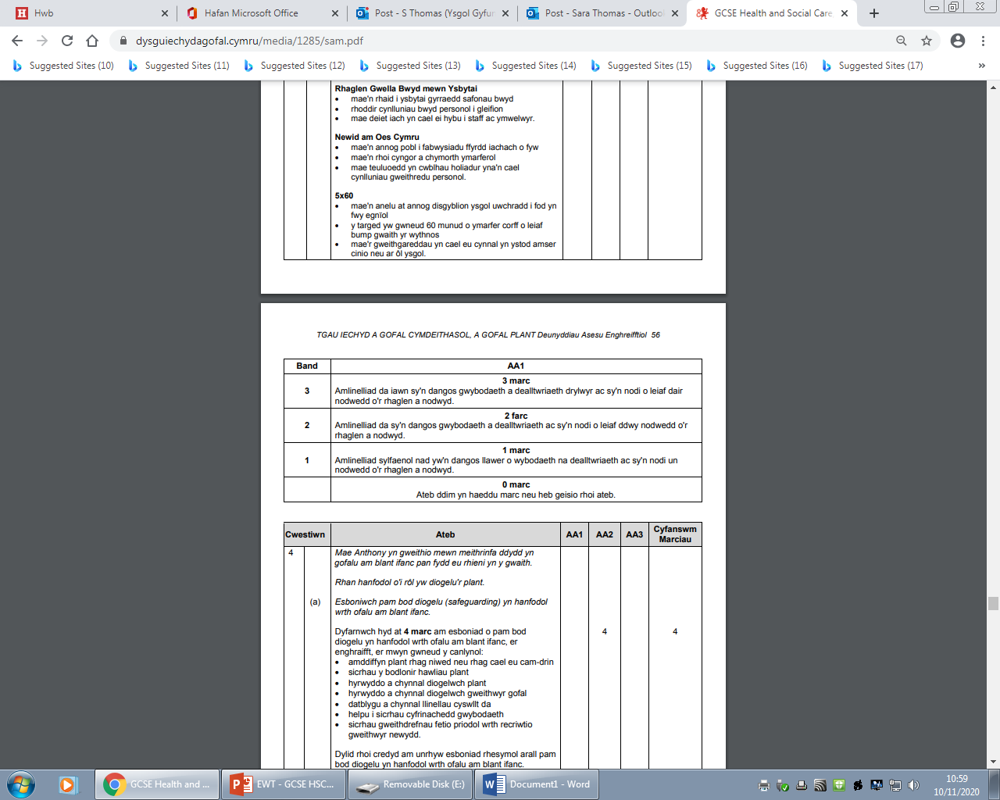 Hwb
Hafan Microsoft Office
Post - S Thomas (Ysgol Gyfun
Post - Sara Thomas - Outlook
GCSE Health and Social Care
dysguiechydagofal.cymru/media/1285/sam.pdf
Suggested Sites (10)
Suggested Sites (11)
Suggested Sites (12)
Suggested Sites (13)
Suggested Sites (14)
Suggested Sites (15)
Suggested Sites (16)
Suggested Sites (17)
»
Rhaglen Gwella Bwyd mewn Ysbytai
• mae'n rhaid i ysbytai gyrraedd safonau bwyd
• rhoddir cynlluniau bwyd personol i gleifion
• mae deiet iach yn cael ei hybu i staff ac ymwelwyr.
Newid am Oes Cymru
• mae'n annog pobl i fabwysiadu ffyrdd iachach o fyw
• mae'n rhoi cyngor a chymorth ymarferol
• mae teuluoedd yn cwblhau holiadur yna'n cael
cynlluniau gweithredu personol.
5x60
• mae'n anelu at annog disgyblion ysgol uwchradd i fod yn
fwy egnïol
• y targed yw gwneud 60 munud o ymarfer corff o leiaf
bump gwaith yr wythnos
• mae'r gweithgareddau yn cael eu cynnal yn ystod amser
cinio neu ar ôl ysgol.
TGAU IECHYD A GOFAL CYMDEITHASOL, A GOFAL PLANT Deunyddiau Asesu Enghreifftiol 56
Band AA1
3 marc
3 Amlinelliad da iawn sy'n dangos gwybodaeth a dealltwriaeth drylwyr ac sy'n nodi o leiaf dair
nodwedd o'r rhaglen a nodwyd.
2 farc
2 Amlinelliad da sy'n dangos gwybodaeth a dealltwriaeth ac sy'n nodi o leiaf ddwy nodwedd o'r
rhaglen a nodwyd.
1 marc
1 Amlinelliad sylfaenol nad yw'n dangos llawer o wybodaeth na dealltwriaeth ac sy'n nodi un
nodwedd o'r rhaglen a nodwyd.
0 marc
Ateb ddim yn haeddu marc neu heb geisio rhoi ateb.
Cwestiwn Ateb AA1 AA2 AA3 Cyfanswm
Marciau
4 Mae Anthony yn gweithio mewn meithrinfa ddydd yn
gofalu am blant ifanc pan fydd eu rhieni yn y gwaith.
Rhan hanfodol o'i rôl yw diogelu'r plant.
(a) Esboniwch pam bod diogelu (safeguarding) yn hanfodol
wrth ofalu am blant ifanc.
Dyfarnwch hyd at 4 marc am esboniad o pam bod 4 4
diogelu yn hanfodol wrth ofalu am blant ifanc, er
enghraifft, er mwyn gwneud y canlynol:
• amddiffyn plant rhag niwed neu rhag cael eu cam-drin
• sicrhau y bodlonir hawliau plant
• hyrwyddo a chynnal diogelwch plant
• hyrwyddo a chynnal diogelwch gweithwyr gofal
• datblygu a chynnal llinellau cyswllt da
• helpu i sicrhau cyfrinachedd gwybodaeth
• sicrhau gweithdrefnau fetio priodol wrth recriwtio
gweithwyr newydd.
Dylid rhoi credyd am unrhyw esboniad rhesymol arall pam
bod diogelu yn hanfodol wrth ofalu am blant ifanc.
GCSE Health and ...
EWT - GCSE HSC...
Removable Disk (E:)
Document1 - Word
10:59
10/11/2020